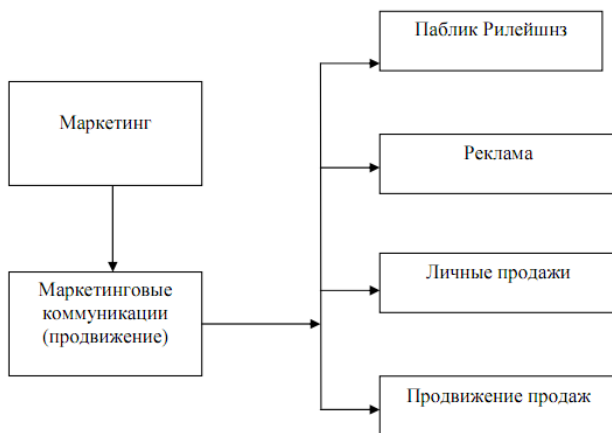 Паблик Рилейшнз
Маркетинг
Реклама
Маркетинговые
коммуникации
(продвижение)
Личные продажи
Продвижение продаж